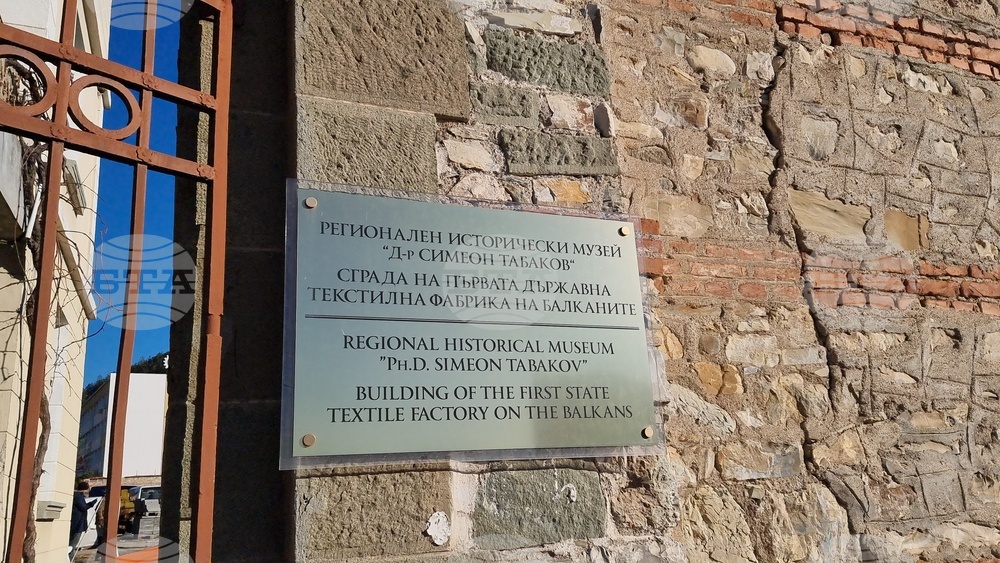 РЕГИОНАЛЕН ИСТОРИЧЕСКИ МУЗЕЙ
"Д-р СИМЕОН ТАБАКОВ"
СГРАДА НА ПЪРВАТА ДЪРЖАВНА
ТЕКСТИЛНА ФАБРИКА НА БАЛКАНИТЕ
REGIONAL HISTORICAL MUSEUM
"Ph.D. SIMEON TABAKOV"
BUILDING OF THE FIRST STATE
TEXTILE FACTORY ON THE BALKANS
БТА